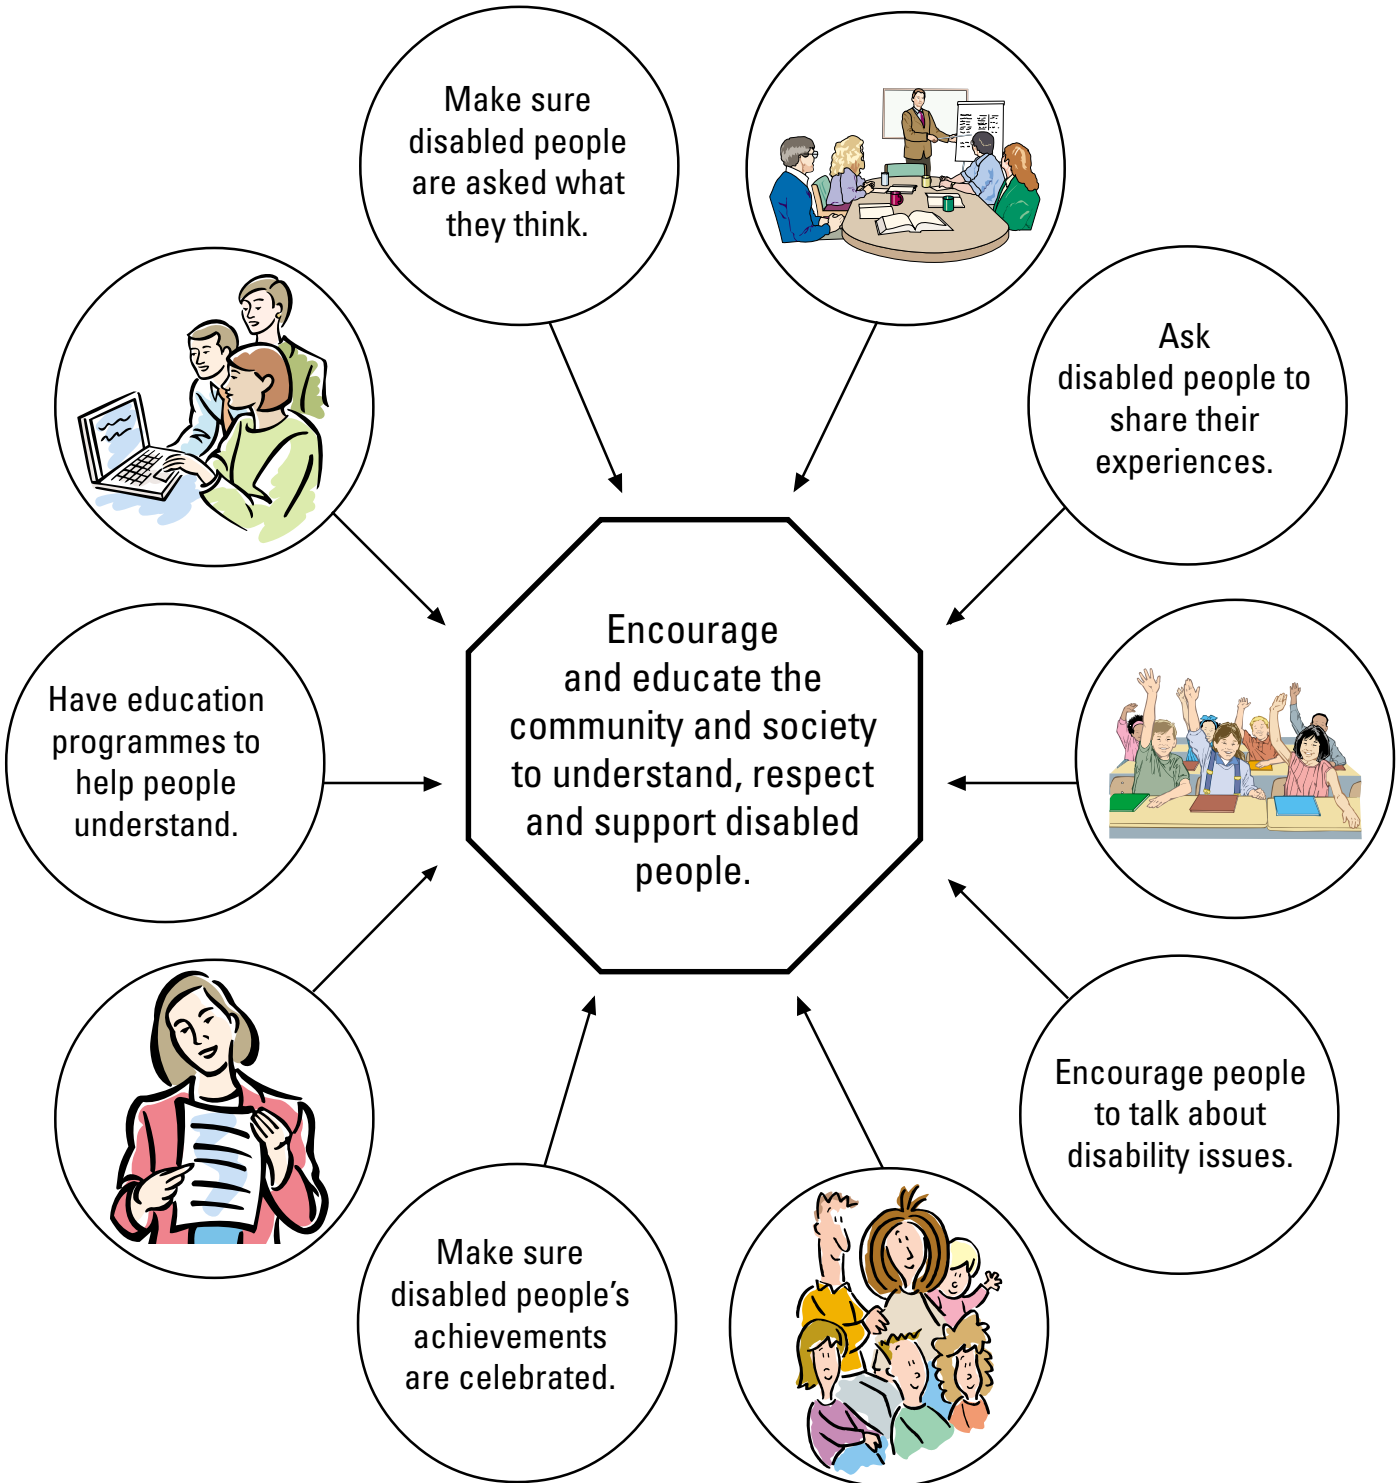 Make sure
disabled people
are asked what
they think.
Ask
disabled people to
share their
experiences.
Encourage
and educate the
community and society
to understand, respect
and support disabled
people.
Have education
programmes to
help people
understand.
Encourage people
to talk about
disability issues.
Make sure
disabled people’s
achievements
are celebrated.